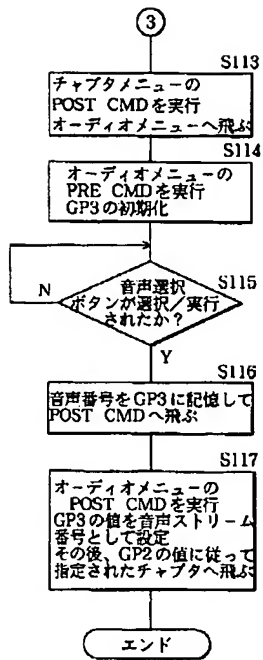 3
S113
チャプタメニューの
POST CMDを実行
オーディオメニューへ飛ぶ
S114
オーディオメニューの
PRE CMDを実行
GP3の初期化
S115
音声選択
ボタンが選択/実行
されたか?
N
Y
S116
音声番号をGP3に記憶して
POST CMDへ飛ぶ
S117
オーディオメニューの
POST CMDを実行
GP3の値を音声ストリーム
番号として設定
その後、GP2の値に従って
指定されたチャプタへ飛ぶ
エンド